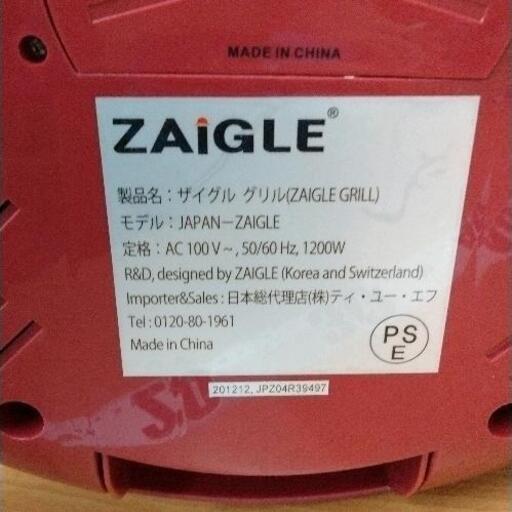 MADE IN CHINA
ZAiGLE®
製品名：ザイグル グリル(ZAIGLE GRILL)
モデル：JAPAN－ZAIGLE
定格：AC 100 V ~ , 50/60 Hz, 1200W
R&D, designed by ZAIGLE (Korea and Switzerland)
Importer&Sales : 日本総代理店(株)ティ・ユー・エフ
Tel : 0120-80-1961
Made in China
PS
E
201212, JPZ04R39497